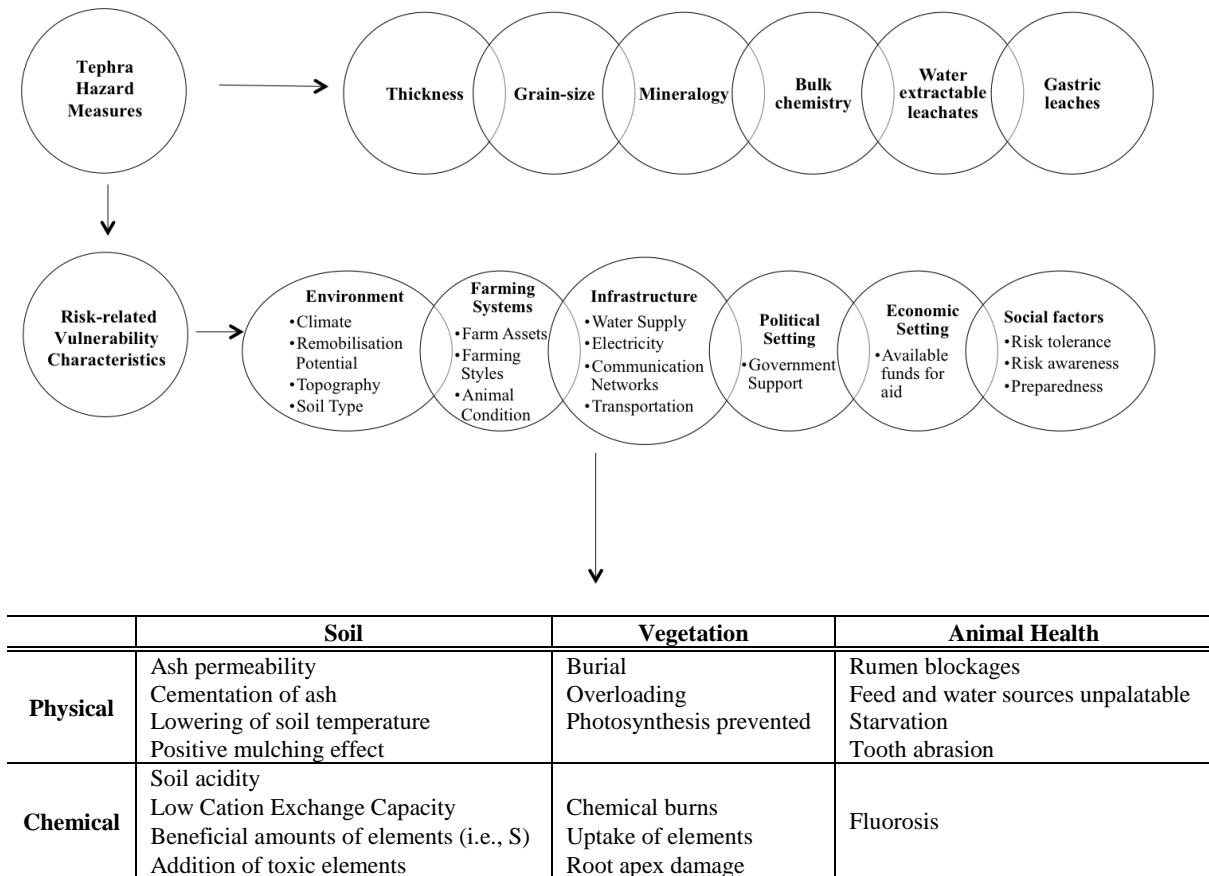 Tephra
Hazard
Measures
Thickness
Grain-size
Mineralogy
Bulk
chemistry
Water
extractable
leachates
Gastric
leaches
Risk-related
Vulnerability
Characteristics
Environment
•Climate
•Remobilisation
Potential
•Topography
•Soil Type
Farming
Systems
•Farm Assets
•Farming
Styles
•Animal
Condition
Infrastructure
•Water Supply
•Electricity
•Communication
Networks
•Transportation
Political
Setting
•Government
Support
Economic
Setting
•Available
funds for
aid
Social factors
•Risk tolerance
•Risk awareness
•Preparedness
Soil
Vegetation
Animal Health
Physical
Ash permeability
Cementation of ash
Lowering of soil temperature
Positive mulching effect
Burial
Overloading
Photosynthesis prevented
Rumen blockages
Feed and water sources unpalatable
Starvation
Tooth abrasion
Chemical
Soil acidity
Low Cation Exchange Capacity
Beneficial amounts of elements (i.e., S)
Addition of toxic elements
Chemical burns
Uptake of elements
Root apex damage
Fluorosis